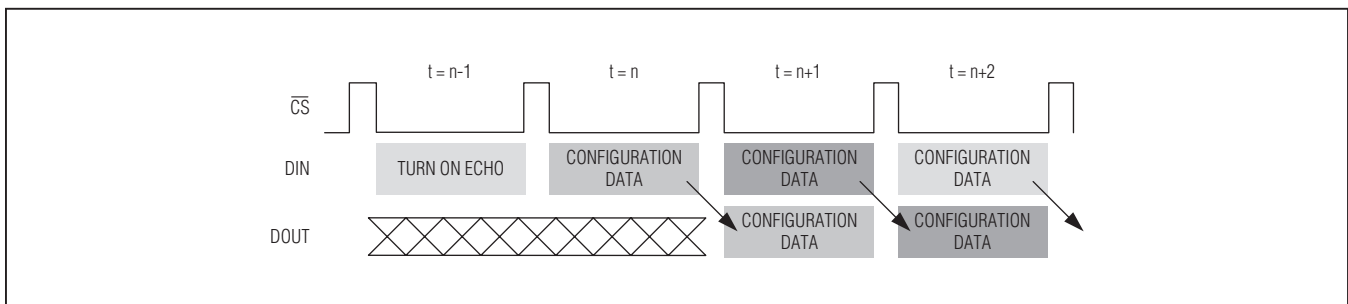 t = n-1
t = n
t = n+1
t = n+2
CS
DIN
TURN ON ECHO
CONFIGURATION
DATA
CONFIGURATION
DATA
CONFIGURATION
DATA
DOUT
CONFIGURATION
DATA
CONFIGURATION
DATA